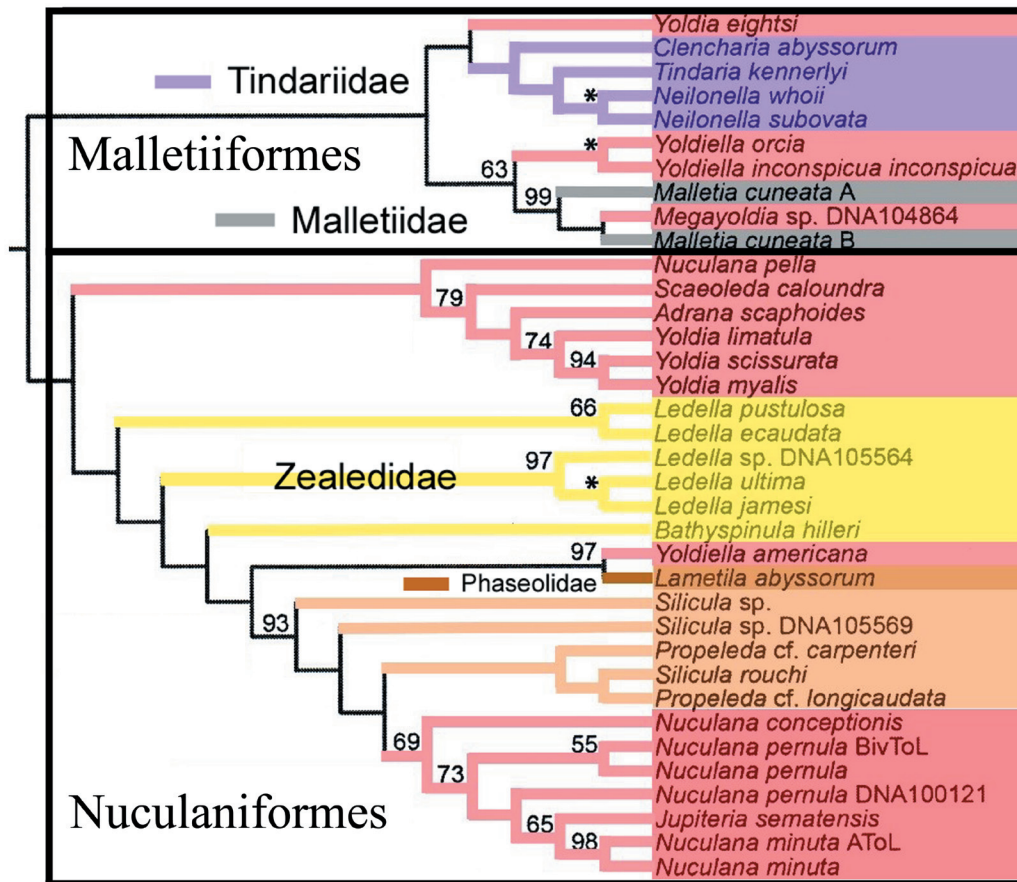 Yoldia eightsi
Clencharia abyssorum
Tindariidae
Tindaria kennerlyi
* Neilonella whoii
Neilonella subovata
Malletiiformes
* Yoldiella orcia
63
Yoldiella inconspicua inconspicua
99
Malletia cuneata A
Malletiidae
Megayoldia sp. DNA104864
Malletia cuneata B
Nuculana pella
79
Scaeoleda caloundra
Adrana scaphoides
74
Yoldia limatula
94
Yoldia scissurata
Yoldia myalis
66
Ledella pustulosa
Ledella ecaudata
97
Ledella sp. DNA105564
Zealedidae
* Ledella ultima
Ledella jamesi
Bathyspinula hilleri
97
Yoldiella americana
Phaseolidae
Lametila abyssorum
Silicula sp.
93
Silicula sp. DNA105569
Propeleda cf. carpenteri
Silicula rouchi
Propeleda cf. longicaudata
69
Nuculana conceptionis
55
Nuculana pernula BivToL
73
Nuculana pernula
Nuculana pernula DNA100121
Nuculaniformes
65
Jupiteria sematensis
98
Nuculana minuta AToL
Nuculana minuta